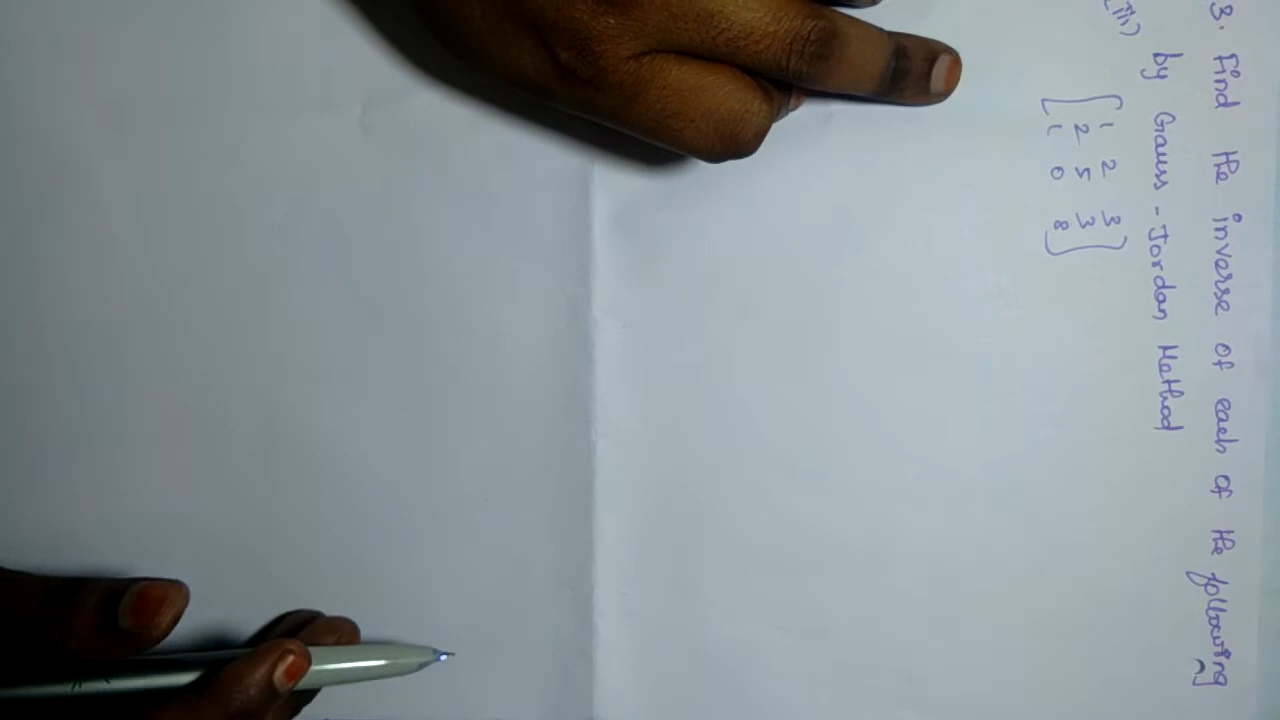 3. Find the inverse of each of the following
by Gauss - Jordan Method
(iii)
1 2 3
2 5 3
1 0 8